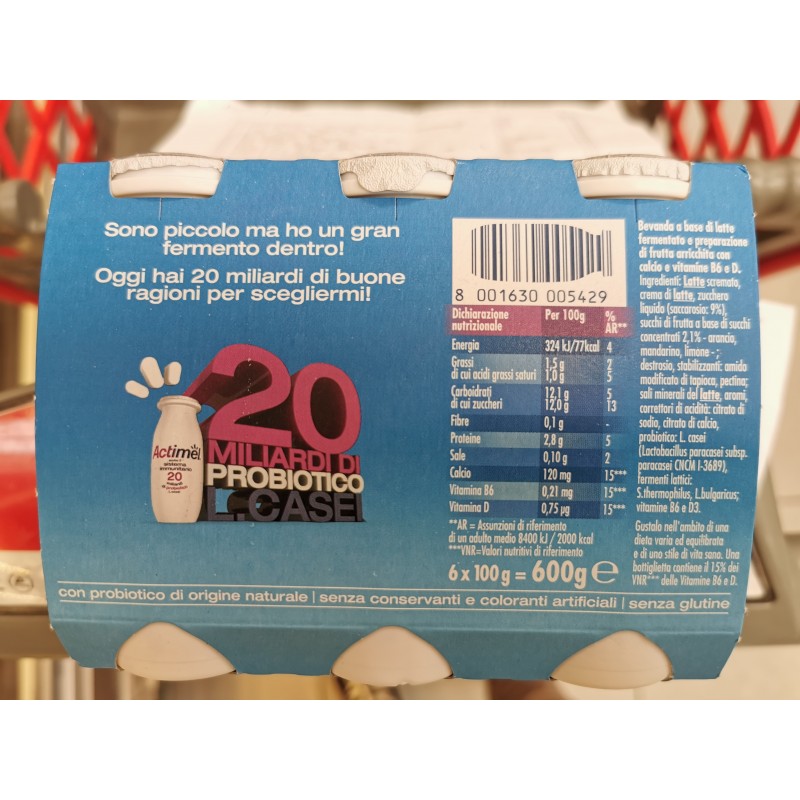 Sono piccolo ma ho un gran
fermento dentro!
Oggi hai 20 miliardi di buone
ragioni per scegliermi!
Actimel
sistema
immunitario
20
miliardi
di probiotico
L. CASEI
20
MILIARDI DI
PROBIOTICO
L.CASEI
8 001630 005429
Dichiarazione nutrizionale Per 100g % AR**
Energia 324 kJ/77kcal 4
Grassi 1,5 g 2
di cui acidi grassi saturi 1,0 g 5
Carboidrati 12,1 g 5
di cui zuccheri 12,0 g 13
Fibre 0,1 g -
Proteine 2,8 g 5
Sale 0,10 g 2
Calcio 120 mg 15***
Vitamina B6 0,21 mg 15***
Vitamina D 0,75 µg 15***
**AR = Assunzioni di riferimento
di un adulto medio 8400 kJ / 2000 kcal
***VNR=Valori nutritivi di riferimento
6 x 100 g = 600g e
Bevanda a base di latte
fermentato e preparazione
di frutta arricchita con
calcio e vitamine B6 e D.
Ingredienti: Latte scremato,
crema di latte, zucchero
liquido (saccarosio: 9%),
succhi di frutta a base di succhi
concentrati 2,1% - arancia,
mandarino, limone - ;
destrosio, stabilizzanti: amido
modificato di tapioca, pectina;
sali minerali del latte, aromi,
correttori di acidità: citrato di
sodio, citrato di calcio,
probiotico: L. casei
(Lactobacillus paracasei subsp.
paracasei CNCM I-3689),
fermenti lattici:
S.thermophilus, L.bulgaricus;
vitamine B6 e D3.
Gustalo nell'ambito di una
dieta varia ed equilibrata
e di uno stile di vita sano. Una
bottiglietta contiene il 15% dei
VNR*** delle Vitamine B6 e D.
con probiotico di origine naturale | senza conservanti e coloranti artificiali | senza glutine